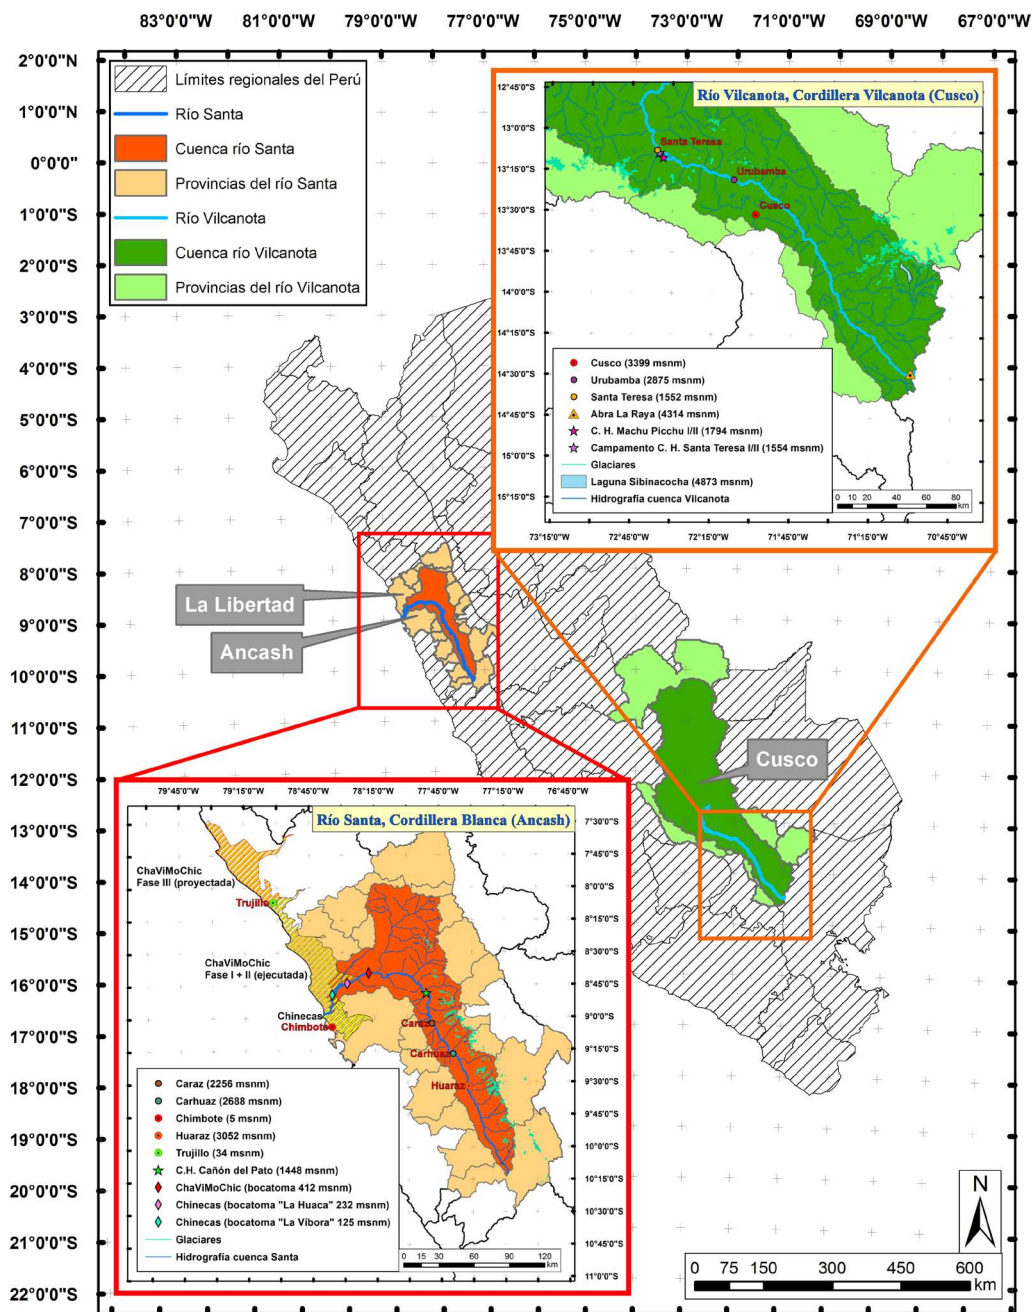 83°0'0"W 81°0'0"W 79°0'0"W 77°0'0"W 75°0'0"W 73°0'0"W 71°0'0"W 69°0'0"W 67°0'0"W
2°0'0"N
1°0'0"N
0°0'0"
1°0'0"S
2°0'0"S
3°0'0"S
4°0'0"S
5°0'0"S
6°0'0"S
7°0'0"S
8°0'0"S
9°0'0"S
10°0'0"S
11°0'0"S
12°0'0"S
13°0'0"S
14°0'0"S
15°0'0"S
16°0'0"S
17°0'0"S
18°0'0"S
19°0'0"S
20°0'0"S
21°0'0"S
22°0'0"S
Límites regionales del Perú
Río Santa
Cuenca río Santa
Provincias del río Santa
Río Vilcanota
Cuenca río Vilcanota
Provincias del río Vilcanota
Río Vilcanota, Cordillera Vilcanota (Cusco)
12°45'0"S
13°0'0"S
13°15'0"S
13°30'0"S
13°45'0"S
14°0'0"S
14°15'0"S
14°30'0"S
14°45'0"S
15°0'0"S
15°15'0"S
Santa Teresa
Urubamba
Cusco
Cusco (3399 msnm)
Urubamba (2875 msnm)
Santa Teresa (1552 msnm)
Abra La Raya (4314 msnm)
C. H. Machu Picchu I/II (1794 msnm)
Campamento C. H. Santa Teresa I/II (1554 msnm)
Glaciares
Laguna Sibinacocha (4873 msnm)
Hidrografía cuenca Vilcanota
0 10 20 40 60 80
km
73°15'0"W 72°45'0"W 72°15'0"W 71°45'0"W 71°15'0"W 70°45'0"W
La Libertad
Ancash
Cusco
79°45'0"W 79°15'0"W 78°45'0"W 78°15'0"W 77°45'0"W 77°15'0"W 76°45'0"W
Río Santa, Cordillera Blanca (Ancash)
7°30'0"S
7°45'0"S
8°0'0"S
8°15'0"S
8°30'0"S
8°45'0"S
9°0'0"S
9°15'0"S
9°30'0"S
9°45'0"S
10°0'0"S
10°15'0"S
10°30'0"S
10°45'0"S
11°0'0"S
ChaViMoChic
Fase III (proyectada)
Trujillo
ChaViMoChic
Fase I + II (ejecutada)
Chinecas
Chimbote
Caraz
Carhuaz
Huaraz
Caraz (2256 msnm)
Carhuaz (2688 msnm)
Chimbote (5 msnm)
Huaraz (3052 msnm)
Trujillo (34 msnm)
C.H. Cañón del Pato (1448 msnm)
ChaViMoChic (bocatoma 412 msnm)
Chinecas (bocatoma "La Huaca" 232 msnm)
Chinecas (bocatoma "La Víbora" 125 msnm)
Glaciares
Hidrografía cuenca Santa
0 15 30 60 90 120
km
N
0 75 150 300 450 600
km